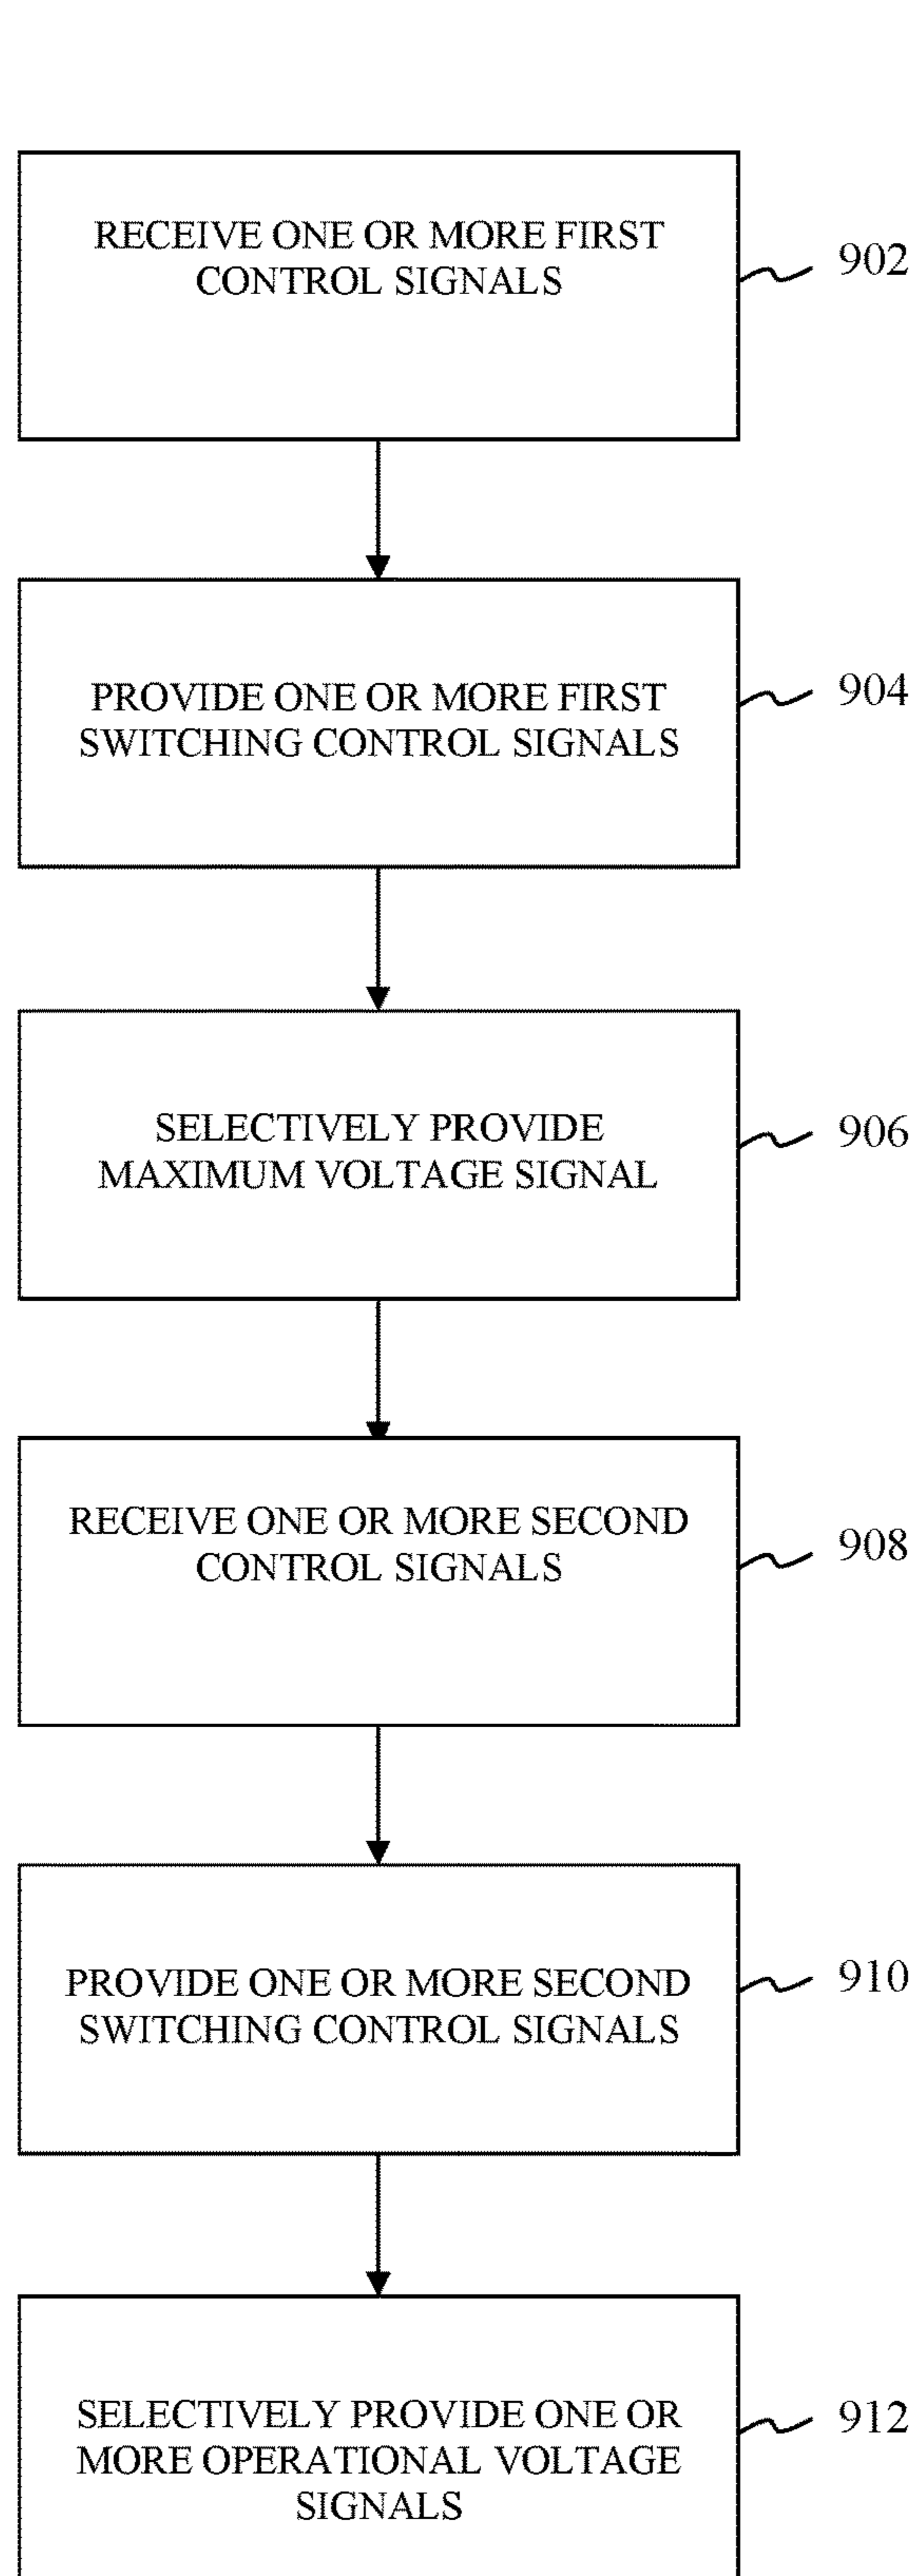 RECEIVE ONE OR MORE FIRST
CONTROL SIGNALS
902
PROVIDE ONE OR MORE FIRST
SWITCHING CONTROL SIGNALS
904
SELECTIVELY PROVIDE
MAXIMUM VOLTAGE SIGNAL
906
RECEIVE ONE OR MORE SECOND
CONTROL SIGNALS
908
PROVIDE ONE OR MORE SECOND
SWITCHING CONTROL SIGNALS
910
SELECTIVELY PROVIDE ONE OR
MORE OPERATIONAL VOLTAGE
SIGNALS
912